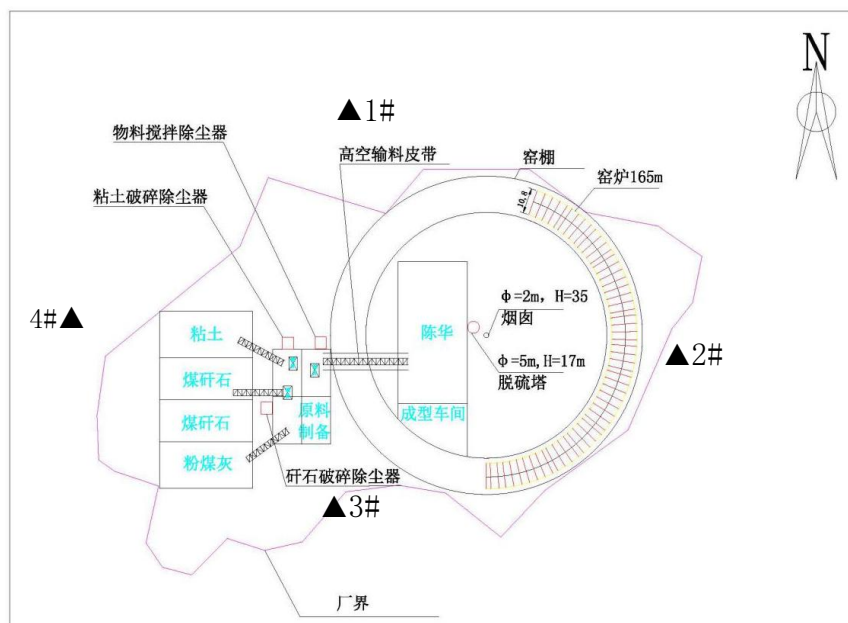 N
▲1#
物料搅拌除尘器
高空输料皮带
窑棚
窑炉165m
粘土破碎除尘器
10.8
φ=2m，H=35
烟囱
4#▲
粘土
陈华
▲2#
φ=5m,H=17m
脱硫塔
煤矸石
煤矸石
原料
制备
成型车间
粉煤灰
矸石破碎除尘器
▲3#
厂界